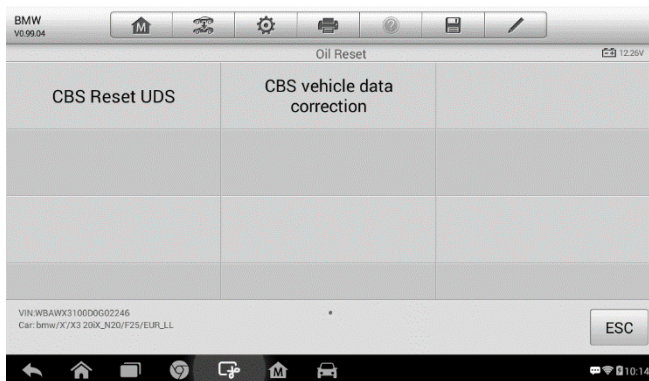 BMW
V0.99.04
Oil Reset
12.26V
CBS Reset UDS
CBS vehicle data
correction
VIN:WBAWX3100D0G02246
Car: bmw/X'/X3 20iX_N20/F25/EUR_LL
ESC
10:14